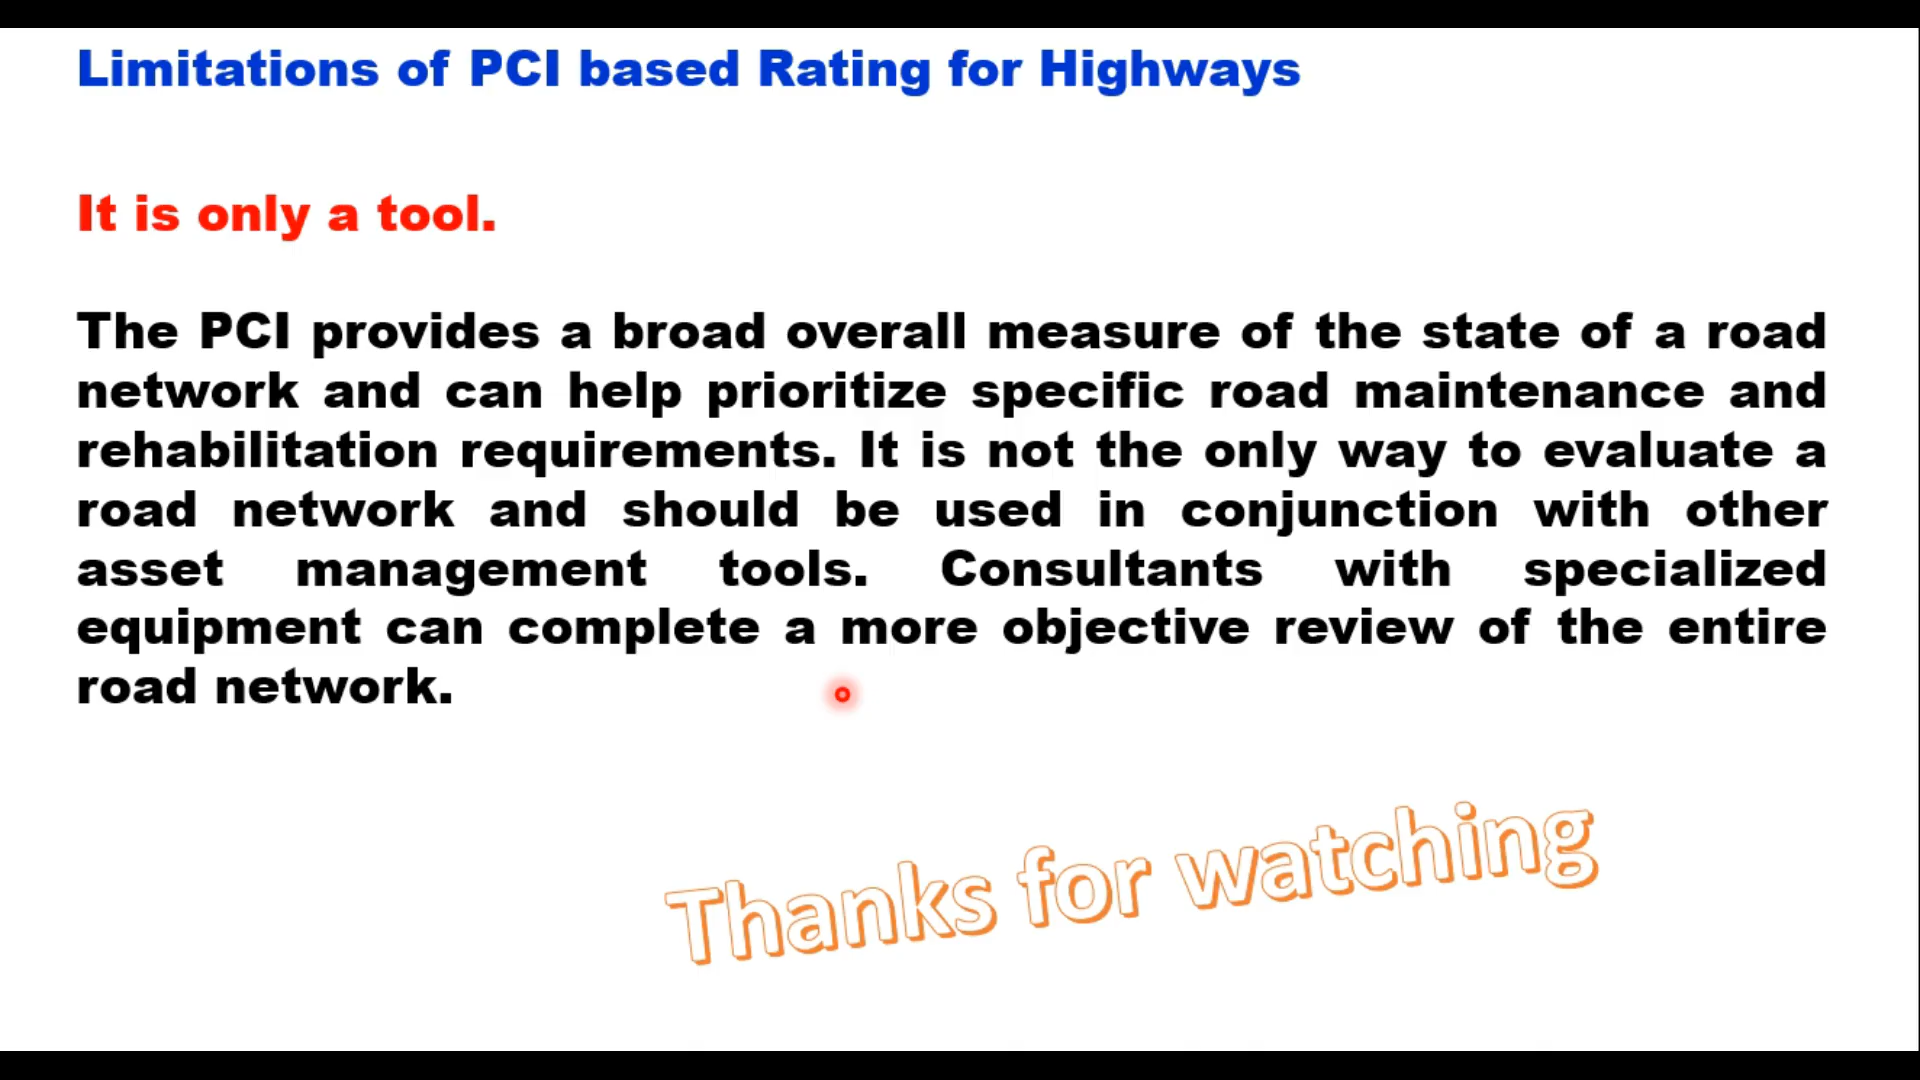 Limitations of PCI based Rating for Highways
It is only a tool.
The PCI provides a broad overall measure of the state of a road
network and can help prioritize specific road maintenance and
rehabilitation requirements. It is not the only way to evaluate a
road network and should be used in conjunction with other
asset management tools. Consultants with specialized
equipment can complete a more objective review of the entire
road network.
Thanks for watching